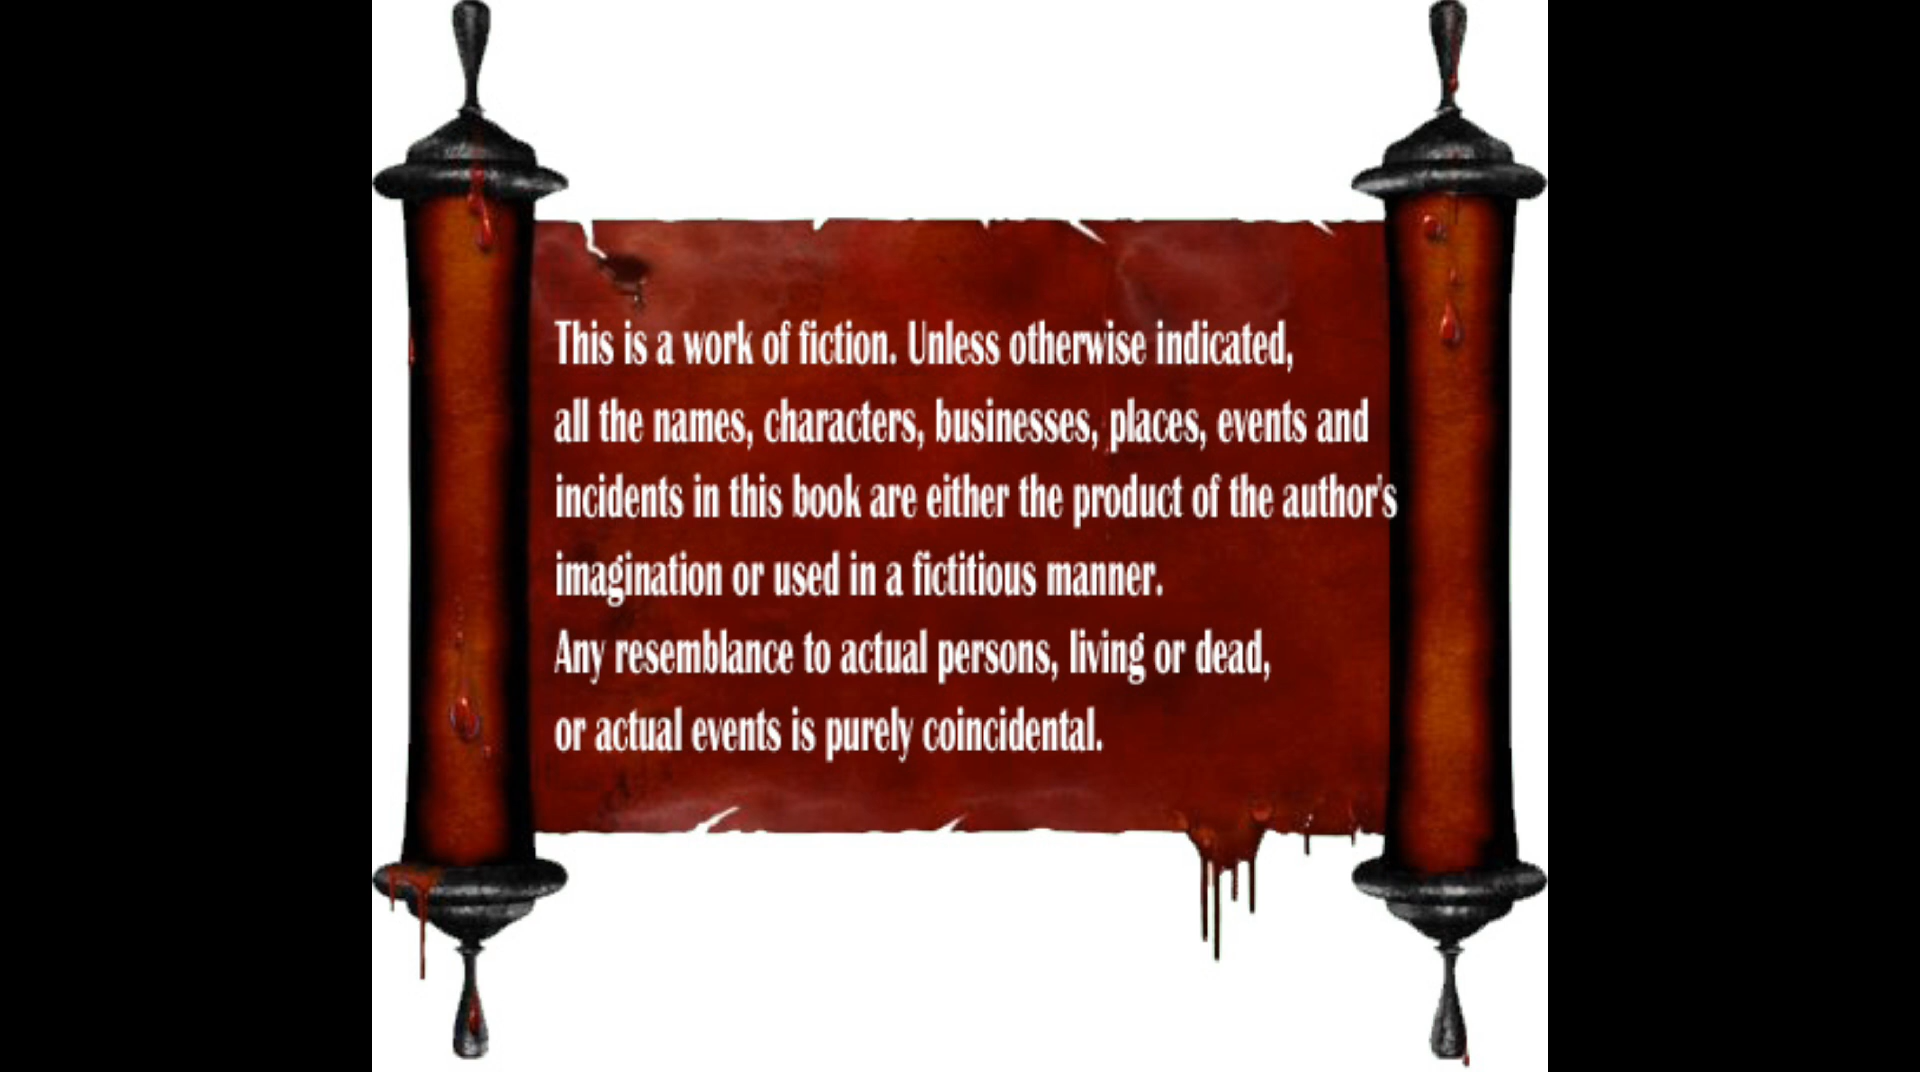 This is a work of fiction. Unless otherwise indicated,
all the names, characters, businesses, places, events and
incidents in this book are either the product of the author's
imagination or used in a fictitious manner.
Any resemblance to actual persons, living or dead,
or actual events is purely coincidental.